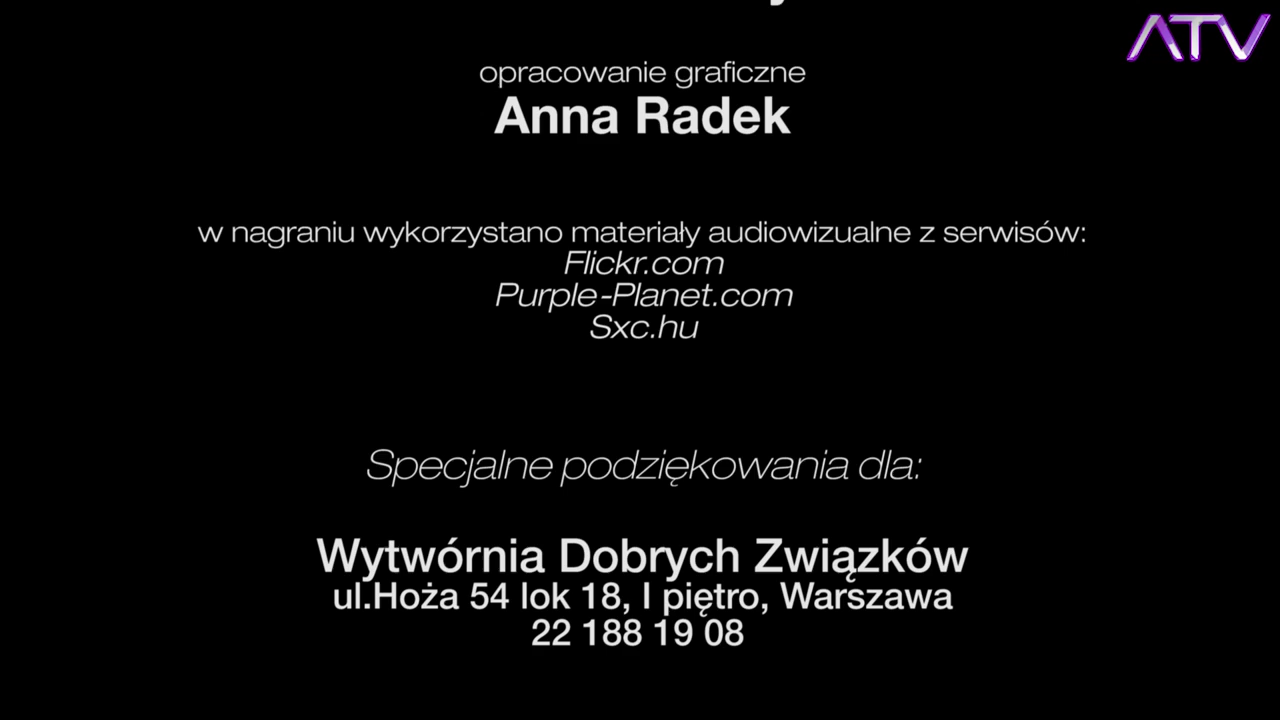 ATV
opracowanie graficzne
Anna Radek
w nagraniu wykorzystano materiały audiowizualne z serwisów:
Flickr.com
Purple-Planet.com
Sxc.hu
Specjalne podziękowania dla:
Wytwórnia Dobrych Związków
ul.Hoża 54 lok 18, I piętro, Warszawa
22 188 19 08